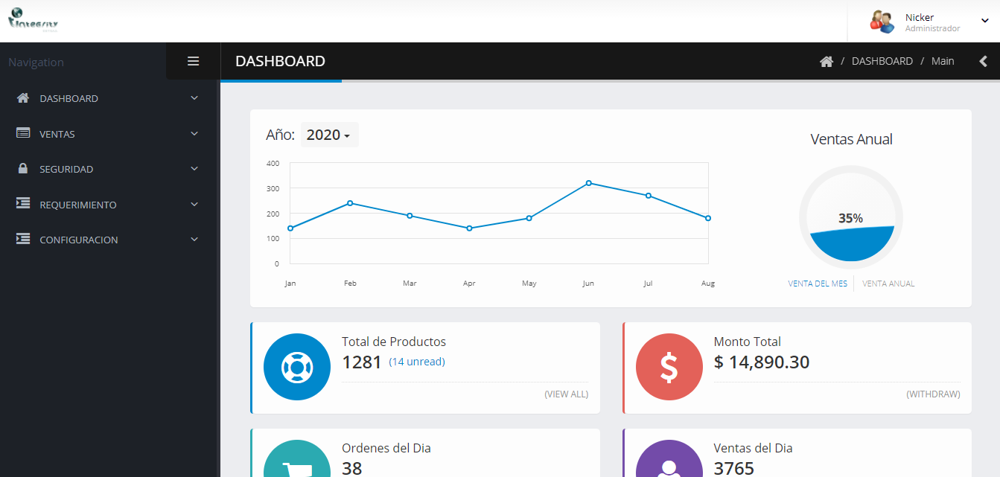 Integrity
Nicker
Administrador
Navigation
DASHBOARD
/ DASHBOARD / Main
DASHBOARD
VENTAS
SEGURIDAD
REQUERIMIENTO
CONFIGURACION
Año: 2020
Ventas Anual
400
300
200
100
0
Jan Feb Mar Apr May Jun Jul Aug
35%
VENTA DEL MES VENTA ANUAL
Total de Productos
1281 (14 unread)
(VIEW ALL)
Monto Total
$ 14,890.30
(WITHDRAW)
Ordenes del Dia
38
Ventas del Dia
3765